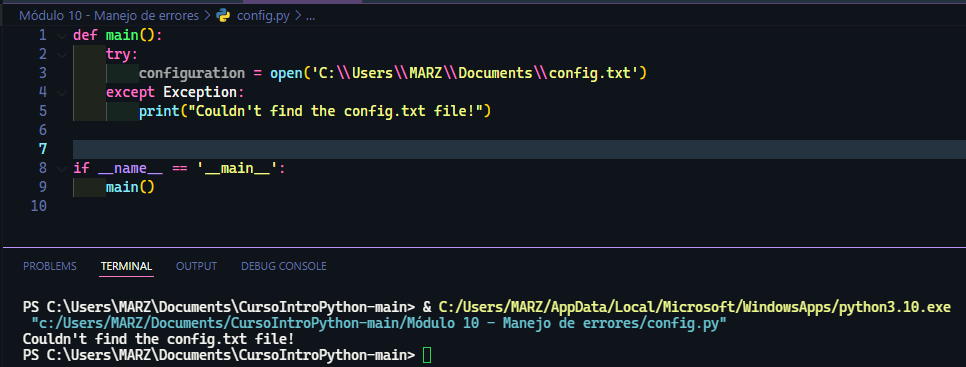 Módulo 10 - Manejo de errores > config.py > ...
1 def main():
2     try:
3         configuration = open('C:\\Users\\MARZ\\Documents\\config.txt')
4     except Exception:
5         print("Couldn't find the config.txt file!")
6
7
8 if __name__ == '__main__':
9     main()
10
PROBLEMS TERMINAL OUTPUT DEBUG CONSOLE
PS C:\Users\MARZ\Documents\CursoIntroPython-main> & C:/Users/MARZ/AppData/Local/Microsoft/WindowsApps/python3.10.exe
"c:/Users/MARZ/Documents/CursoIntroPython-main/Módulo 10 - Manejo de errores/config.py"
Couldn't find the config.txt file!
PS C:\Users\MARZ\Documents\CursoIntroPython-main>